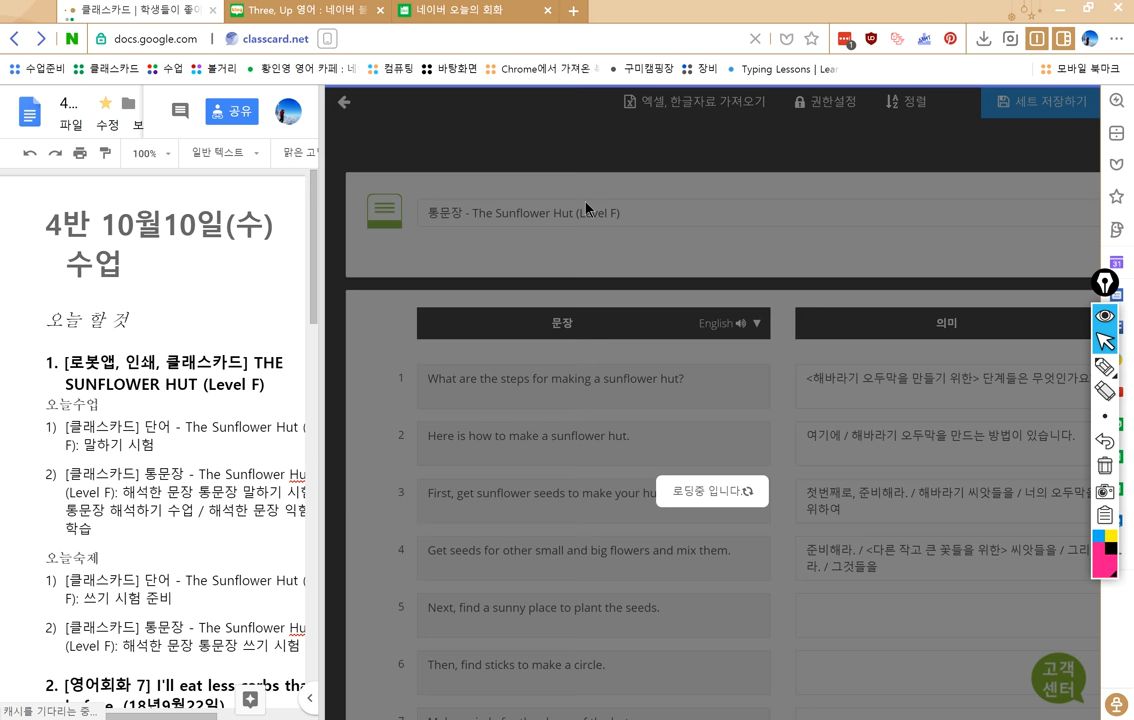 클래스카드 | 학생들이 좋아
Three, Up 영어 : 네이버
네이버 오늘의 회화
docs.google.com
classcard.net
수업준비
클래스카드
수업
볼거리
황인영 영어 카페 : 네
컴퓨팅
바탕화면
Chrome에서 가져온
구미캠핑장
장비
Typing Lessons | Lear
모바일 북마크
4...
파일 수정 보
공유
100%
일반 텍스트
맑은 고
4반 10월10일(수)
수업
오늘 할 것
1. [로봇앱, 인쇄, 클래스카드] THE
SUNFLOWER HUT (Level F)
오늘수업
1) [클래스카드] 단어 - The Sunflower Hut (
F): 말하기 시험
2) [클래스카드] 통문장 - The Sunflower Hu
(Level F): 해석한 문장 통문장 말하기 시험
통문장 해석하기 수업 / 해석한 문장 익힘
학습
오늘숙제
1) [클래스카드] 단어 - The Sunflower Hut (
F): 쓰기 시험 준비
2) [클래스카드] 통문장 - The Sunflower Hu
(Level F): 해석한 문장 통문장 쓰기 시험
2. [영어회화 7] I'll eat less carbs tha
before. (18년9월22일)
캐시를 기다리는 중...
엑셀, 한글자료 가져오기
권한설정
정렬
세트 저장하기
통문장 - The Sunflower Hut (Level F)
문장
English
의미
1 What are the steps for making a sunflower hut?
<해바라기 오두막을 만들기 위한> 단계들은 무엇인가요
2 Here is how to make a sunflower hut.
여기에 / 해바라기 오두막을 만드는 방법이 있습니다.
3 First, get sunflower seeds to make your hu
첫번째로, 준비해라. / 해바라기 씨앗들을 / 너의 오두막을
위하여
로딩중 입니다.
4 Get seeds for other small and big flowers and mix them.
준비해라. / <다른 작고 큰 꽃들을 위한> 씨앗들을 / 그리
라. / 그것들을
5 Next, find a sunny place to plant the seeds.
6 Then, find sticks to make a circle.
7
고객
센터
31